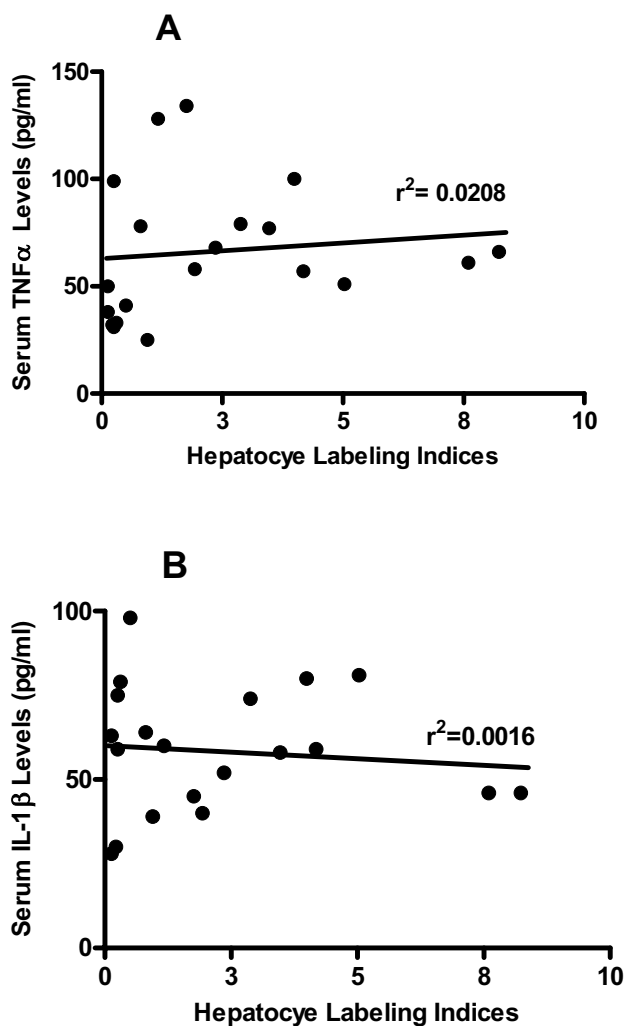 A
150
100
50
0
Serum TNFα Levels (pg/ml)
r²= 0.0208
0 3 5 8 10
Hepatocye Labeling Indices
B
100
50
0
Serum IL-1β Levels (pg/ml)
r²=0.0016
0 3 5 8 10
Hepatocye Labeling Indices